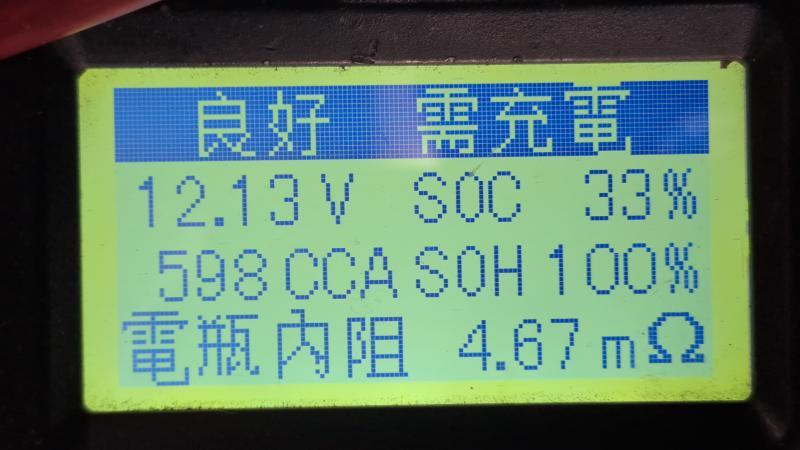 良好 需充電
12.13V SOC 33%
598CCA SOH 100%
電瓶內阻 4.67mΩ